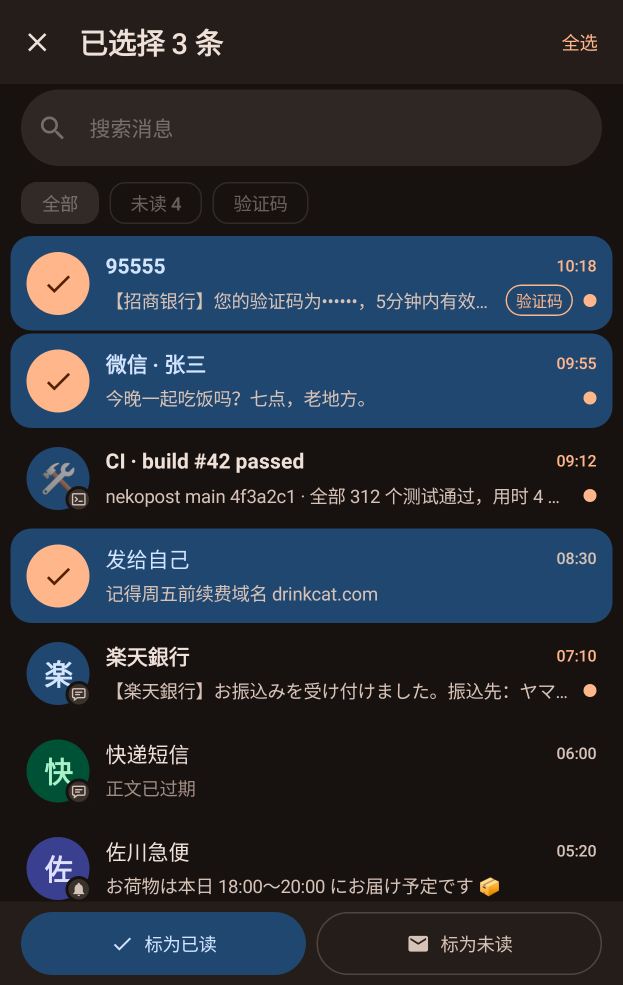 已选择 3 条
全选
搜索消息
全部
未读 4
验证码
95555
10:18
【招商银行】您的验证码为••••••，5分钟内有效…
验证码
微信 · 张三
09:55
今晚一起吃饭吗？七点，老地方。
CI · build #42 passed
09:12
nekopost main 4f3a2c1 · 全部 312 个测试通过，用时 4 …
发给自己
08:30
记得周五前续费域名 drinkcat.com
楽
楽天銀行
07:10
【楽天銀行】お振込みを受け付けました。振込先：ヤマ…
快
快递短信
06:00
正文已过期
佐
佐川急便
05:20
お荷物は本日 18:00〜20:00 にお届け予定です 📦
标为已读
标为未读